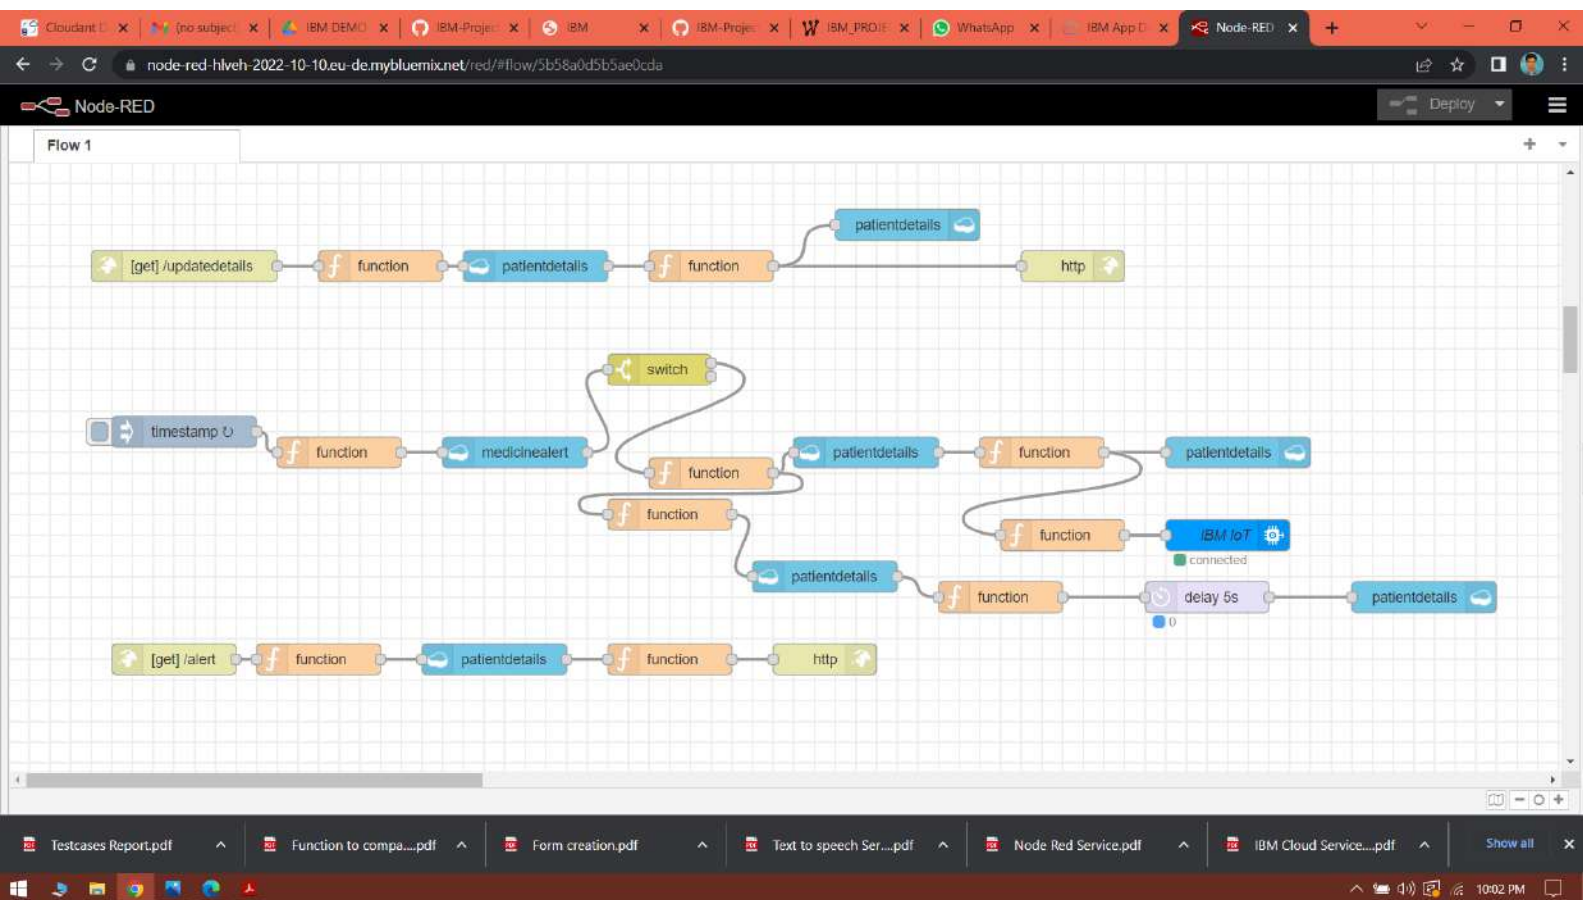 Cloudant D
(no subject
IBM DEMO
IBM-Projec
IBM
IBM-Projec
IBM_PROJE
WhatsApp
IBM App D
Node-RED
node-red-hlveh-2022-10-10.eu-de.mybluemix.net/red/#flow/5b58a0d5b5ae0cda
Node-RED
Deploy
Flow 1
patientdetails
[get] /updatedetails
function
patientdetails
function
http
switch
timestamp ↻
function
medicinealert
function
patientdetails
function
patientdetails
function
function
IBM IoT
connected
patientdetails
function
delay 5s
patientdetails
0
[get] /alert
function
patientdetails
function
http
Testcases Report.pdf
Function to compa....pdf
Form creation.pdf
Text to speech Ser....pdf
Node Red Service.pdf
IBM Cloud Service....pdf
Show all
10:02 PM